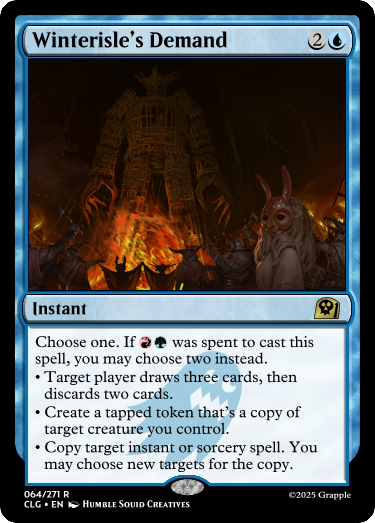 Winterisle's Demand 2
Instant
Choose one. If was spent to cast this
spell, you may choose two instead.
• Target player draws three cards, then
discards two cards.
• Create a tapped token that's a copy of
target creature you control.
• Copy target instant or sorcery spell. You
may choose new targets for the copy.
064/271 R
CLG • EN Humble Squid Creatives
©2025 Grapple